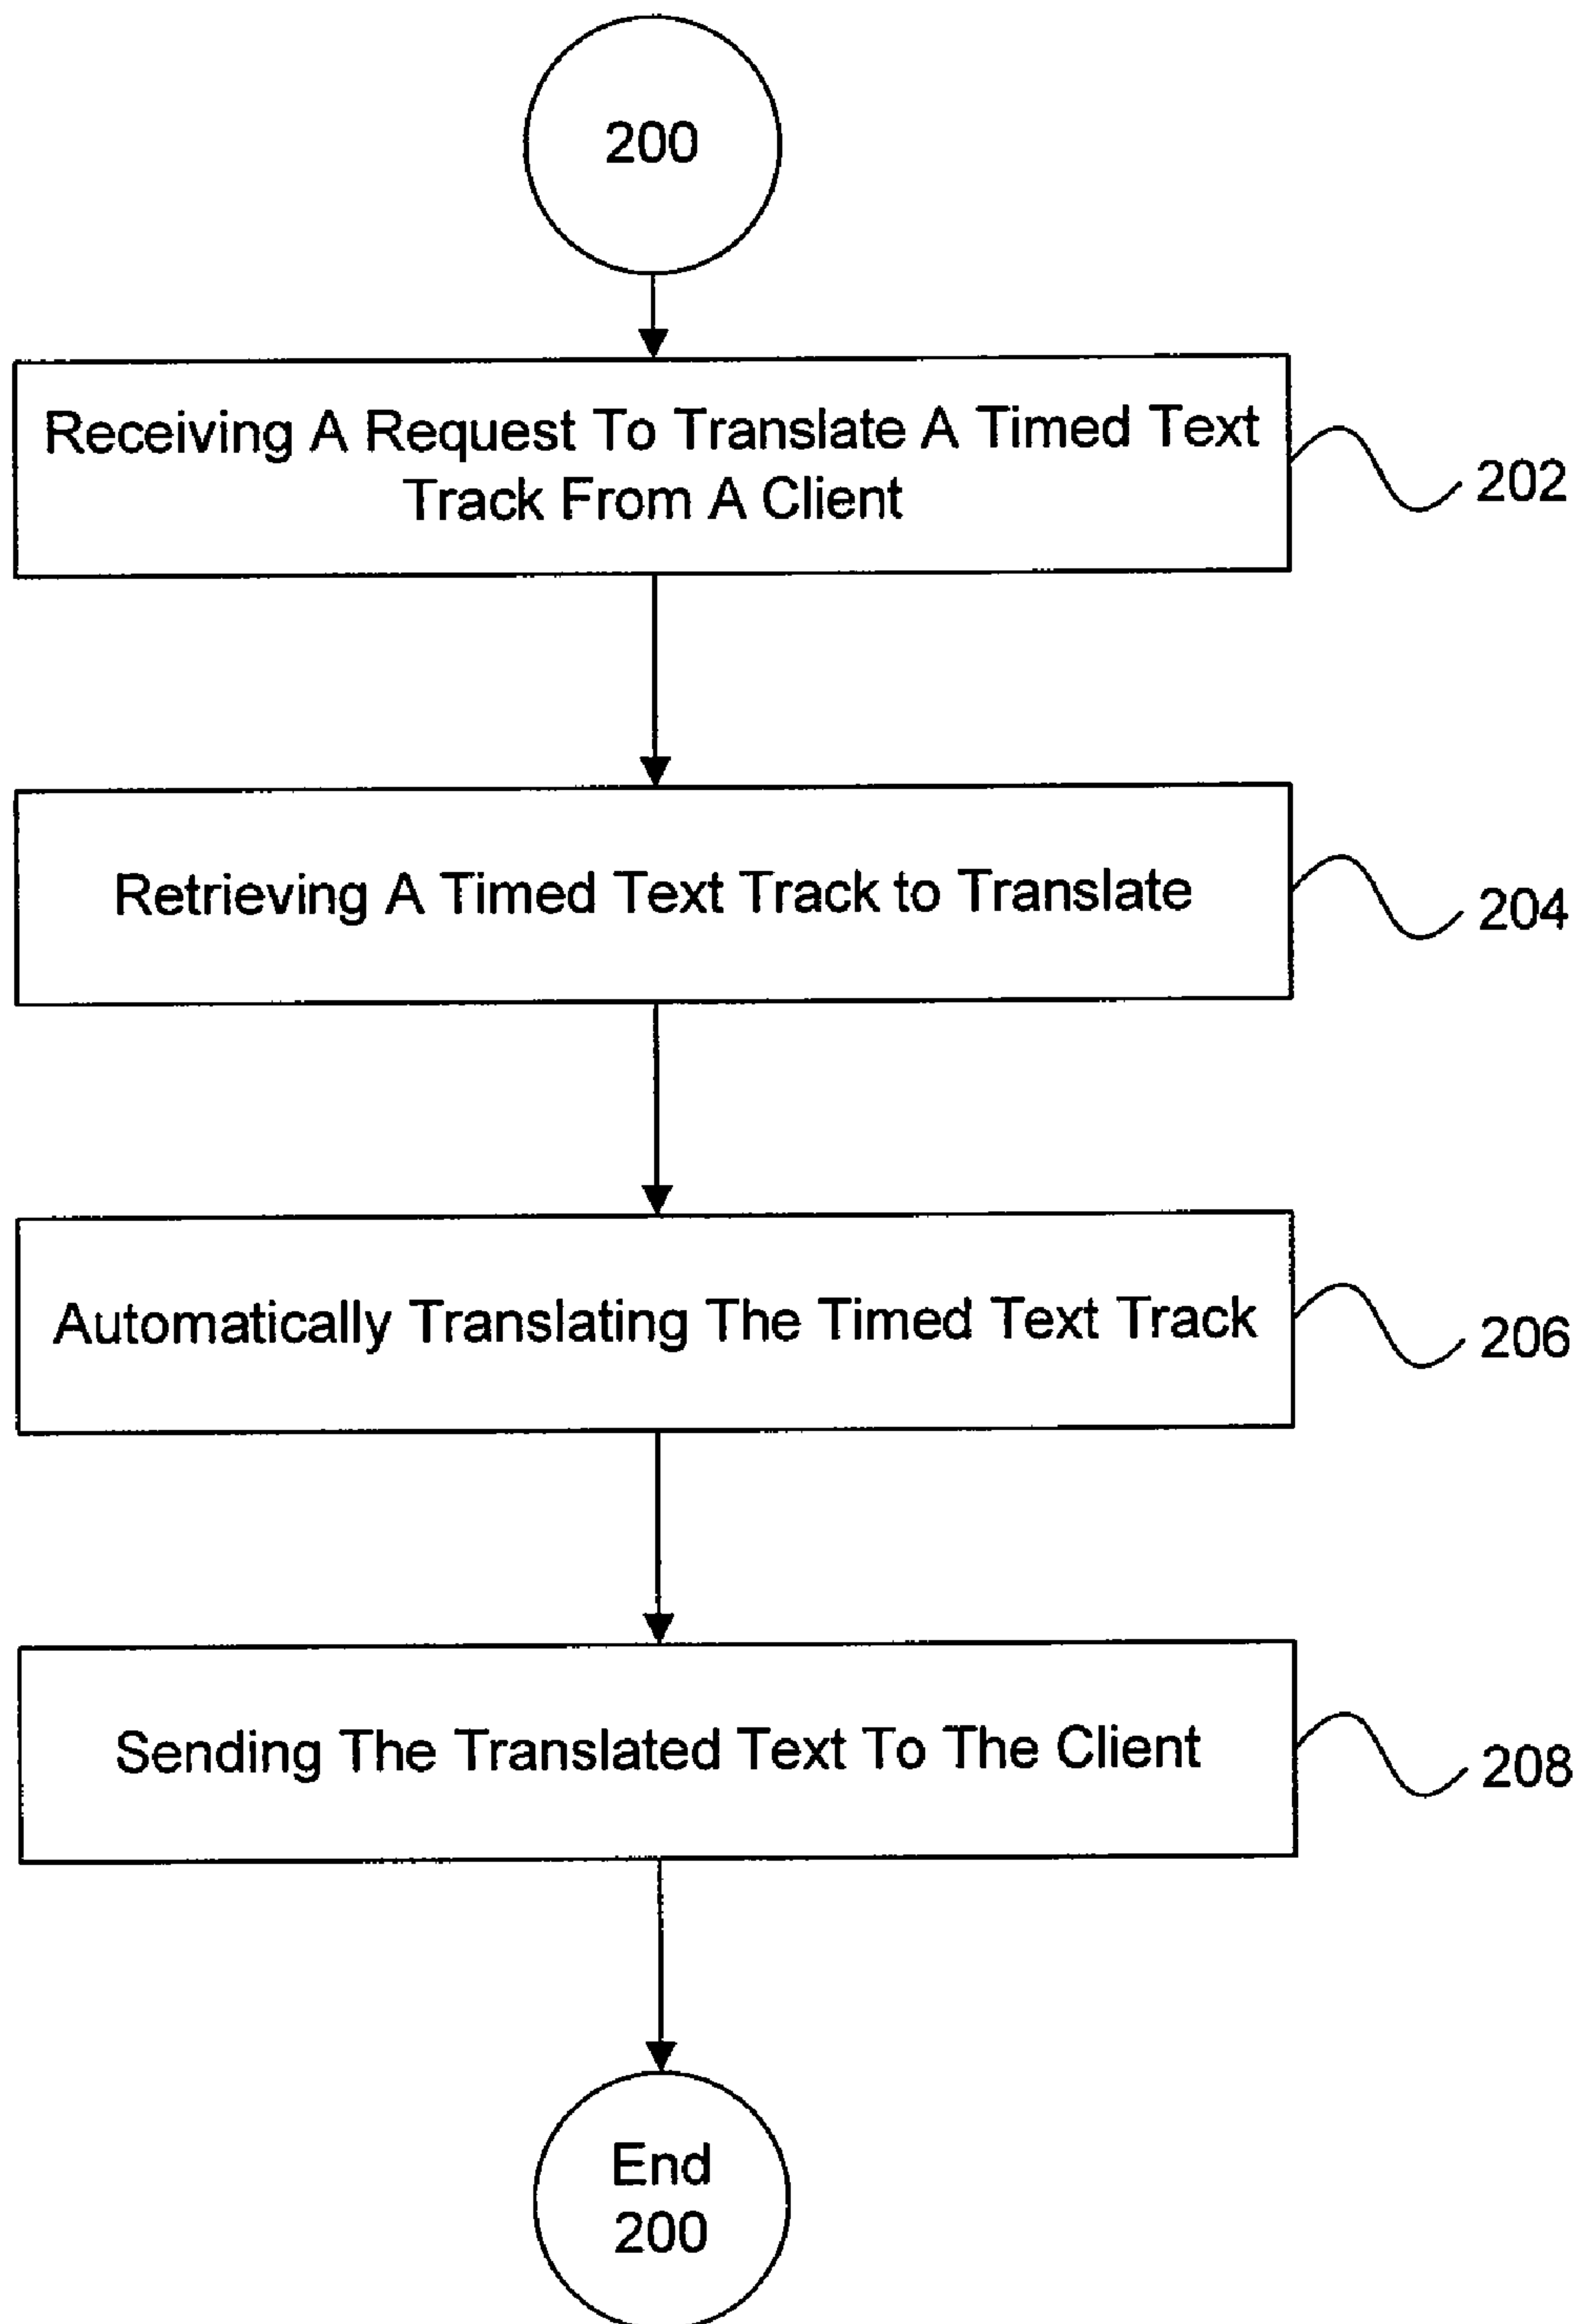 200
Receiving A Request To Translate A Timed Text
Track From A Client
202
Retrieving A Timed Text Track to Translate
204
Automatically Translating The Timed Text Track
206
Sending The Translated Text To The Client
208
End
200